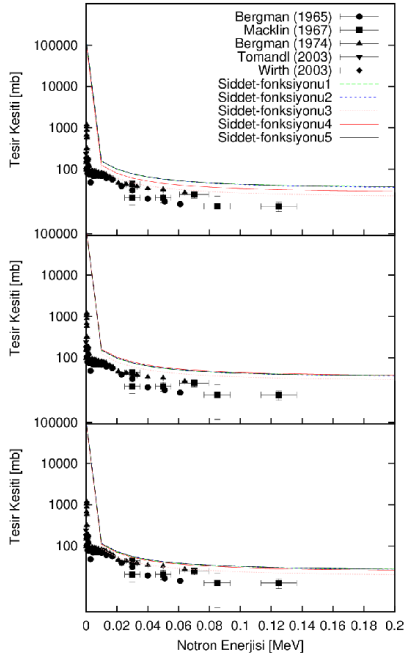 Bergman (1965)
Macklin (1967)
Bergman (1974)
Tomandl (2003)
Wirth (2003)
Siddet-fonksiyonu1
Siddet-fonksiyonu2
Siddet-fonksiyonu3
Siddet-fonksiyonu4
Siddet-fonksiyonu5
Tesir Kesiti [mb]
100000
10000
1000
100
Tesir Kesiti [mb]
100000
10000
1000
100
Tesir Kesiti [mb]
100000
10000
1000
100
0 0.02 0.04 0.06 0.08 0.1 0.12 0.14 0.16 0.18 0.2
Notron Enerjisi [MeV]